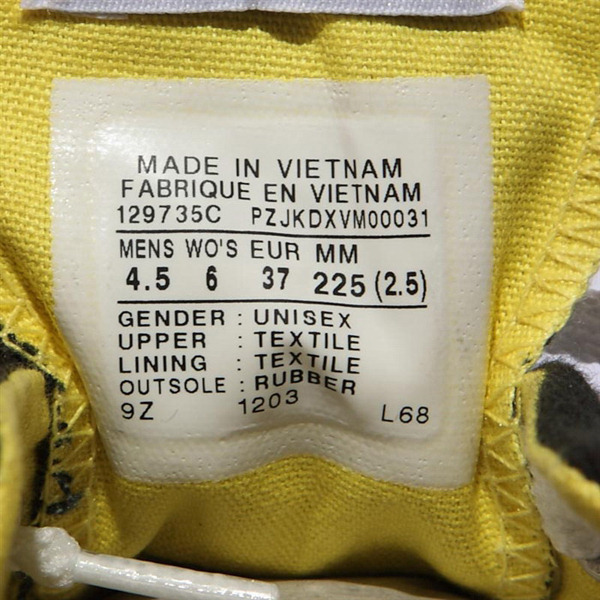 MADE IN VIETNAM
FABRIQUE EN VIETNAM
129735C PZJKDXVM00031
MENS WO'S EUR MM
4.5 6 37 225 (2.5)
GENDER : UNISEX
UPPER : TEXTILE
LINING : TEXTILE
OUTSOLE : RUBBER
9Z 1203 L68